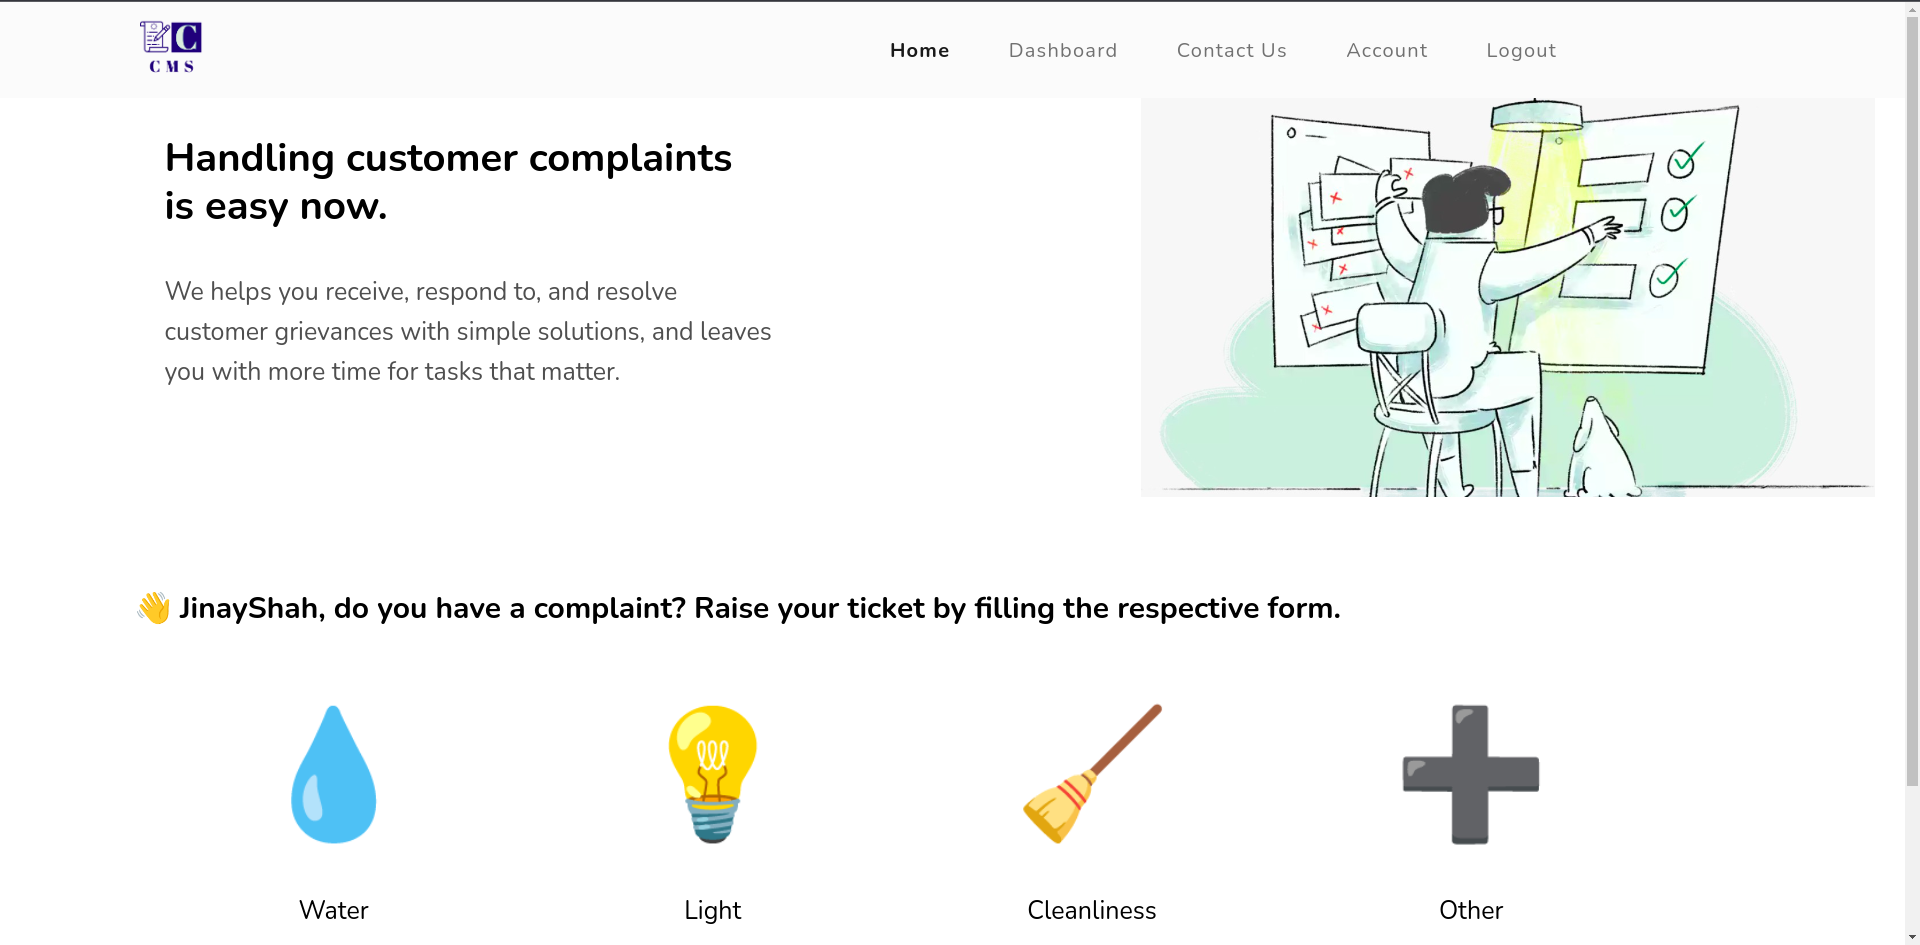 C
CMS
Home
Dashboard
Contact Us
Account
Logout
Handling customer complaints
is easy now.
We helps you receive, respond to, and resolve
customer grievances with simple solutions, and leaves
you with more time for tasks that matter.
👋 JinayShah, do you have a complaint? Raise your ticket by filling the respective form.
Water
Light
Cleanliness
Other